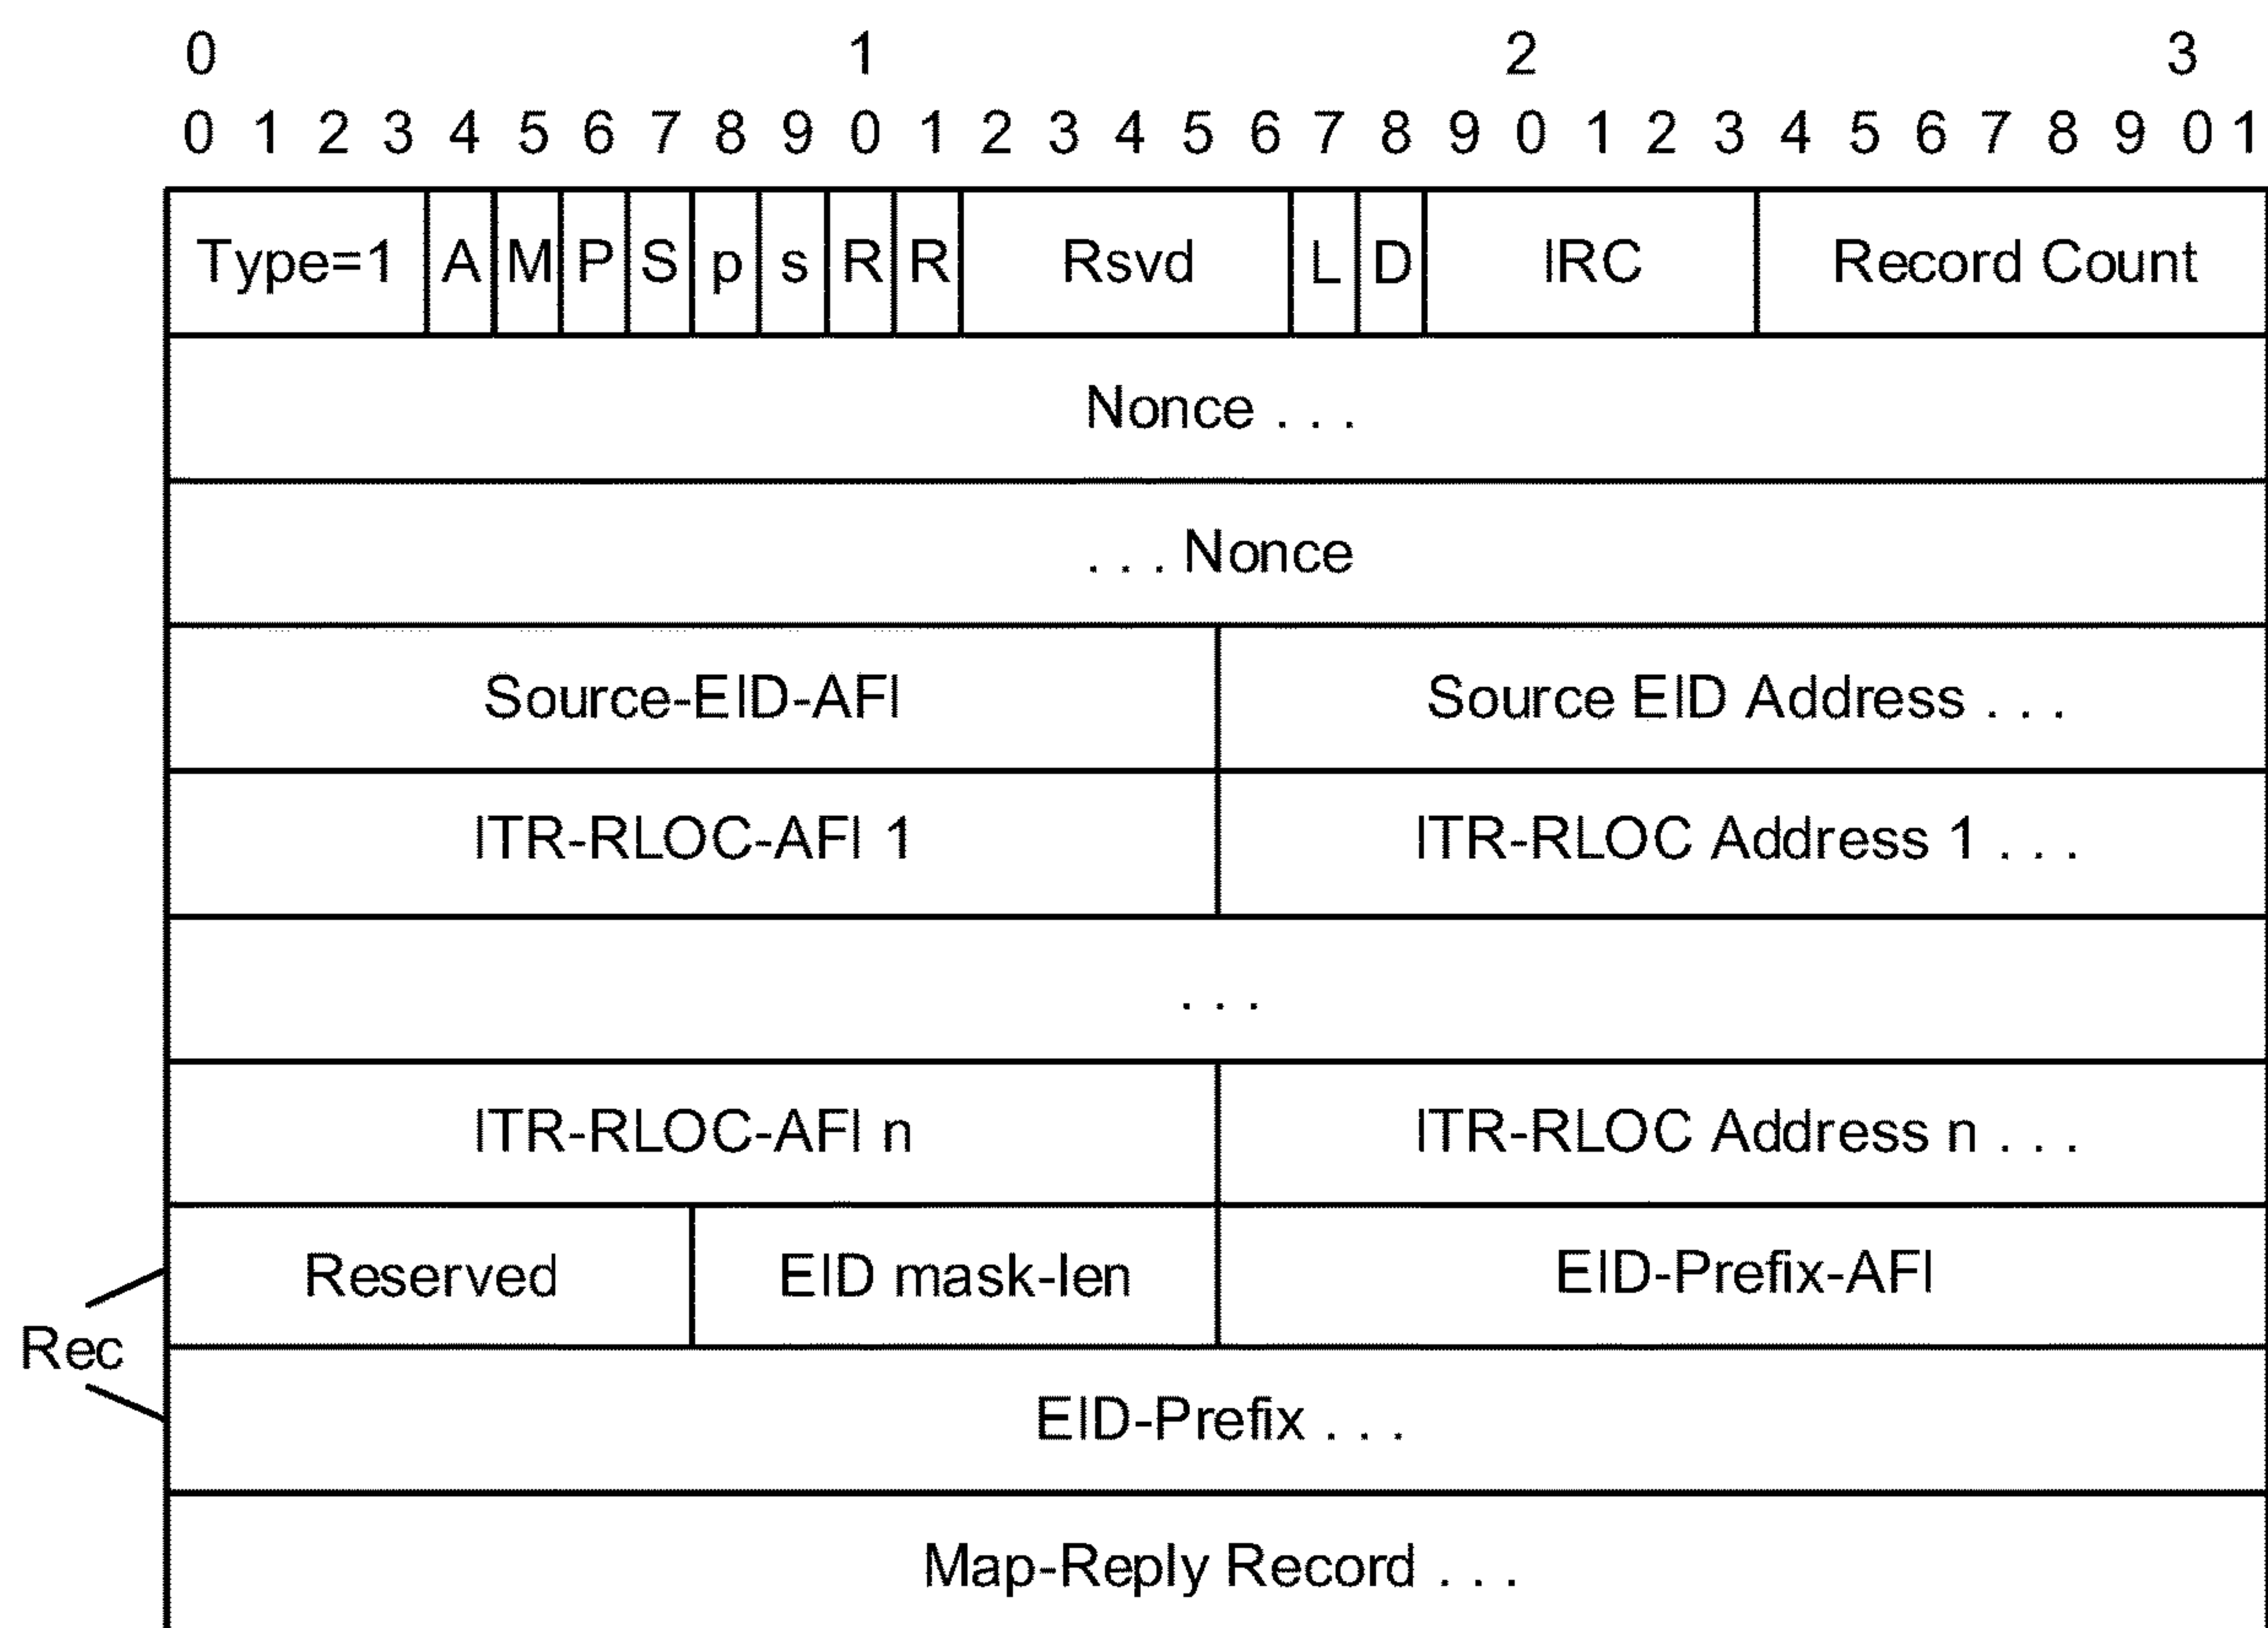 0 1 2 3
0 1 2 3 4 5 6 7 8 9 0 1 2 3 4 5 6 7 8 9 0 1 2 3 4 5 6 7 8 9 0 1
Type=1 A M P S p s R R Rsvd L D IRC Record Count
Nonce . . .
. . . Nonce
Source-EID-AFI Source EID Address . . .
ITR-RLOC-AFI 1 ITR-RLOC Address 1 . . .
. . .
ITR-RLOC-AFI n ITR-RLOC Address n . . .
Reserved EID mask-len EID-Prefix-AFI
Rec
EID-Prefix . . .
Map-Reply Record . . .